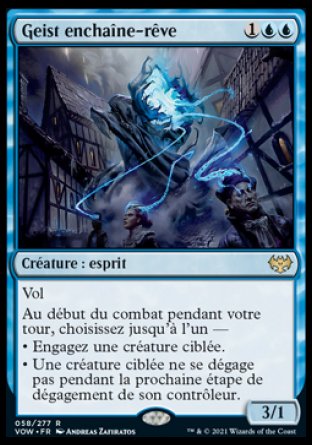 Geist enchaîne-rêve
Créature : esprit
Vol
Au début du combat pendant votre
tour, choisissez jusqu'à l'un —
• Engagez une créature ciblée.
• Une créature ciblée ne se dégage
pas pendant la prochaine étape de
dégagement de son contrôleur.
058/277 R
VOW • FR ANDREAS ZAFIRATOS
3/1
™ & © 2021 Wizards of the Coast